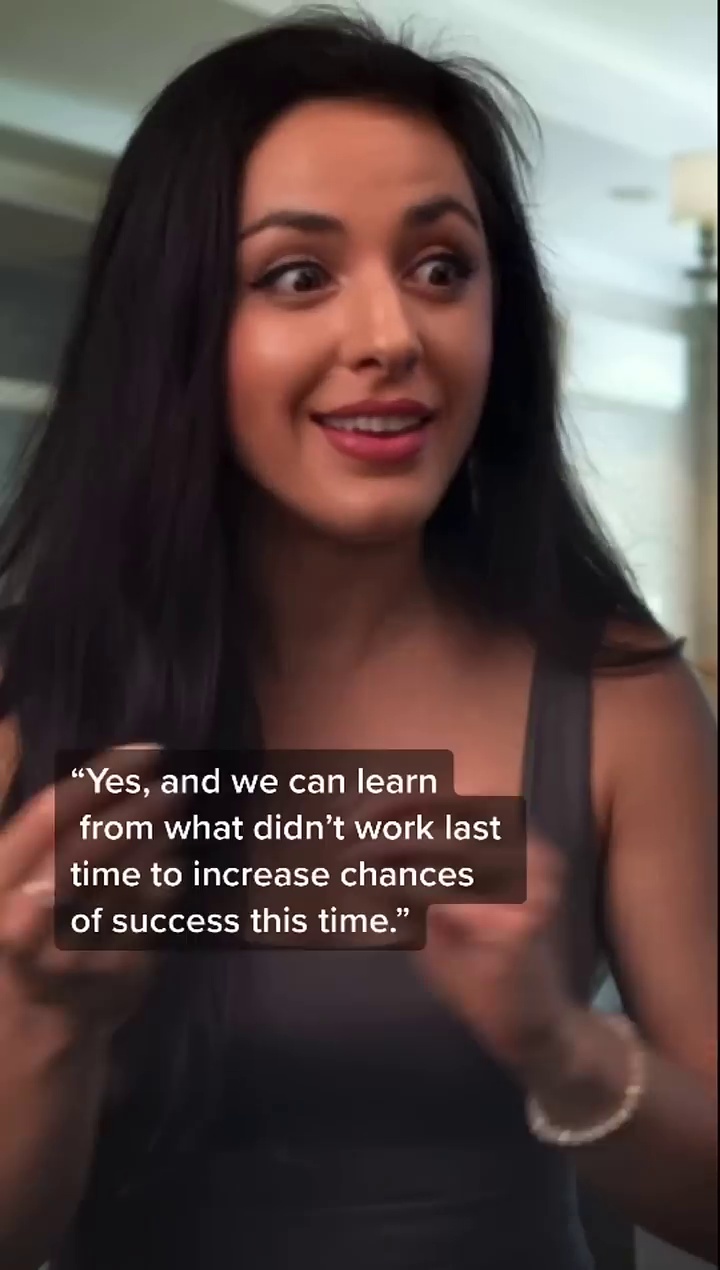 “Yes, and we can learn
from what didn’t work last
time to increase chances
of success this time.”